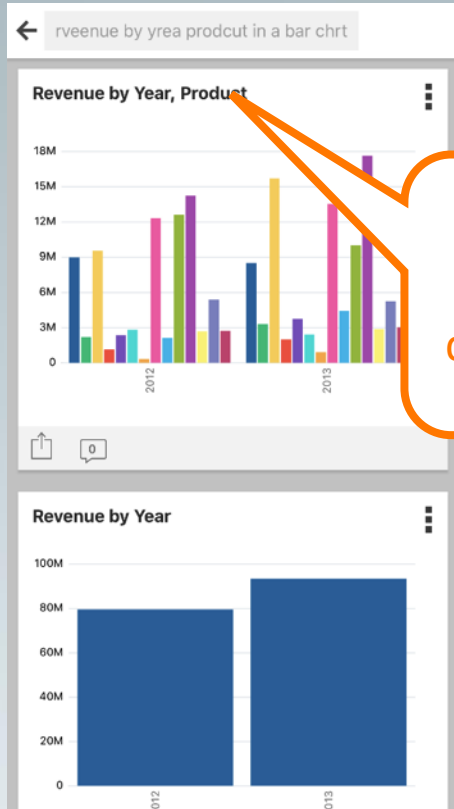 rveenue by yrea prodcut in a bar chrt
Revenue by Year, Product
18M
15M
12M
9M
6M
3M
0
2012
2013
0
Revenue by Year
100M
80M
60M
40M
20M
0